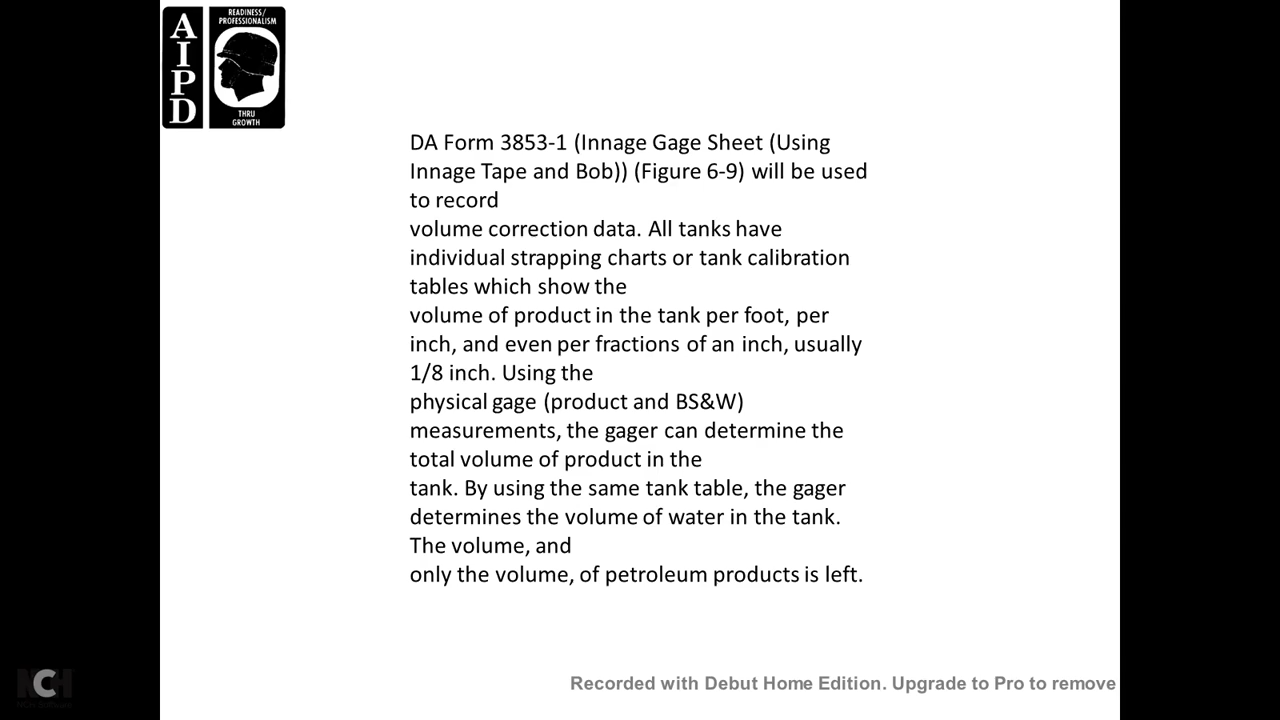 AIPD
READINESS/
PROFESSIONALISM
THRU
GROWTH
DA Form 3853-1 (Innage Gage Sheet (Using
Innage Tape and Bob)) (Figure 6-9) will be used
to record
volume correction data. All tanks have
individual strapping charts or tank calibration
tables which show the
volume of product in the tank per foot, per
inch, and even per fractions of an inch, usually
1/8 inch. Using the
physical gage (product and BS&W)
measurements, the gager can determine the
total volume of product in the
tank. By using the same tank table, the gager
determines the volume of water in the tank.
The volume, and
only the volume, of petroleum products is left.
NCH
NCH Software
Recorded with Debut Home Edition. Upgrade to Pro to remove